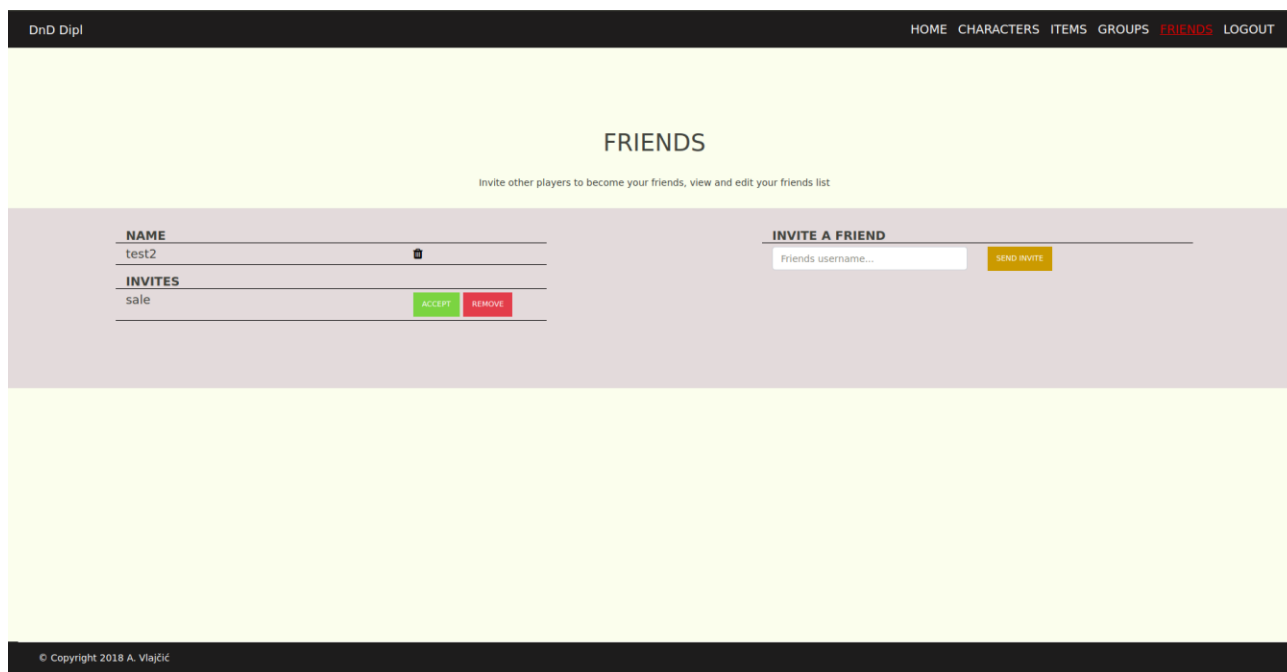 DnD Dipl
HOME CHARACTERS ITEMS GROUPS FRIENDS LOGOUT
FRIENDS
Invite other players to become your friends, view and edit your friends list
NAME
test2
INVITES
sale ACCEPT REMOVE
INVITE A FRIEND
Friends username... SEND INVITE
© Copyright 2018 A. Vlajčić